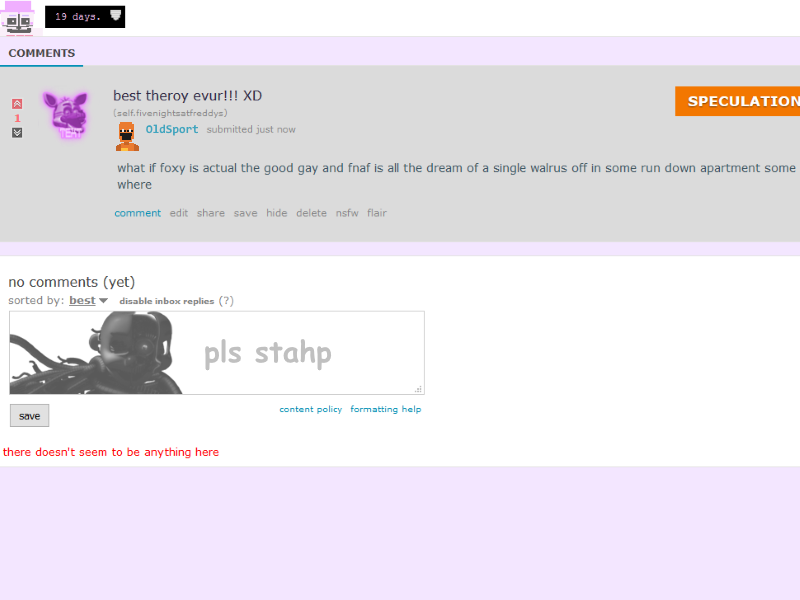 19 days.
COMMENTS
1
TEXT
best theroy evur!!! XD
(self.fivenightsatfreddys)
OldSport submitted just now
SPECULATION
what if foxy is actual the good gay and fnaf is all the dream of a single walrus off in some run down apartment some
where
comment edit share save hide delete nsfw flair
no comments (yet)
sorted by: best disable inbox replies (?)
pls stahp
save
content policy formatting help
there doesn't seem to be anything here